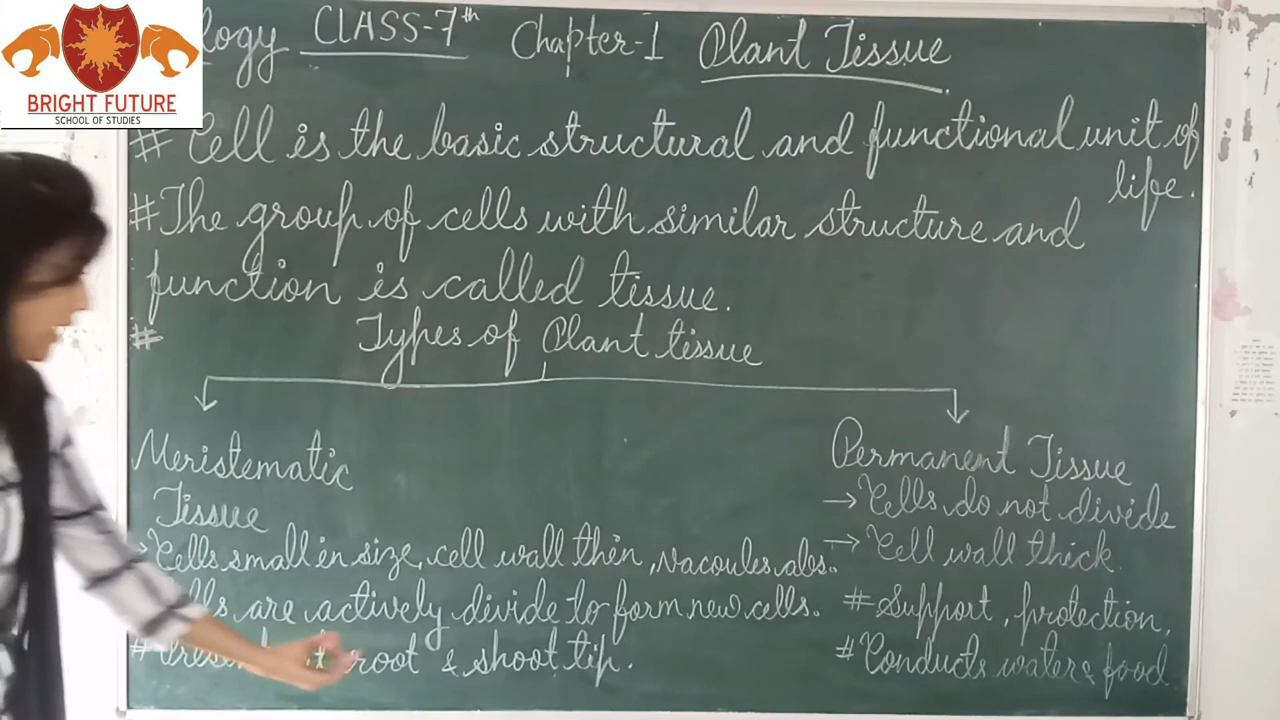 BRIGHT FUTURE
SCHOOL OF STUDIES
logy CLASS-7th Chapter-1 Plant Tissue
# Cell is the basic structural and functional unit of
life.
# The group of cells with similar structure and
function is called tissue.
# Types of Plant tissue
Meristematic
Tissue
→ Cells small in size, cell wall thin, Vacoules abs.
are actively divide to form new cells.
# root & shoot tip.
Permanent Tissue
→ Cells do not divide
→ Cell wall thick
# Support, protection,
# Conducts water & food